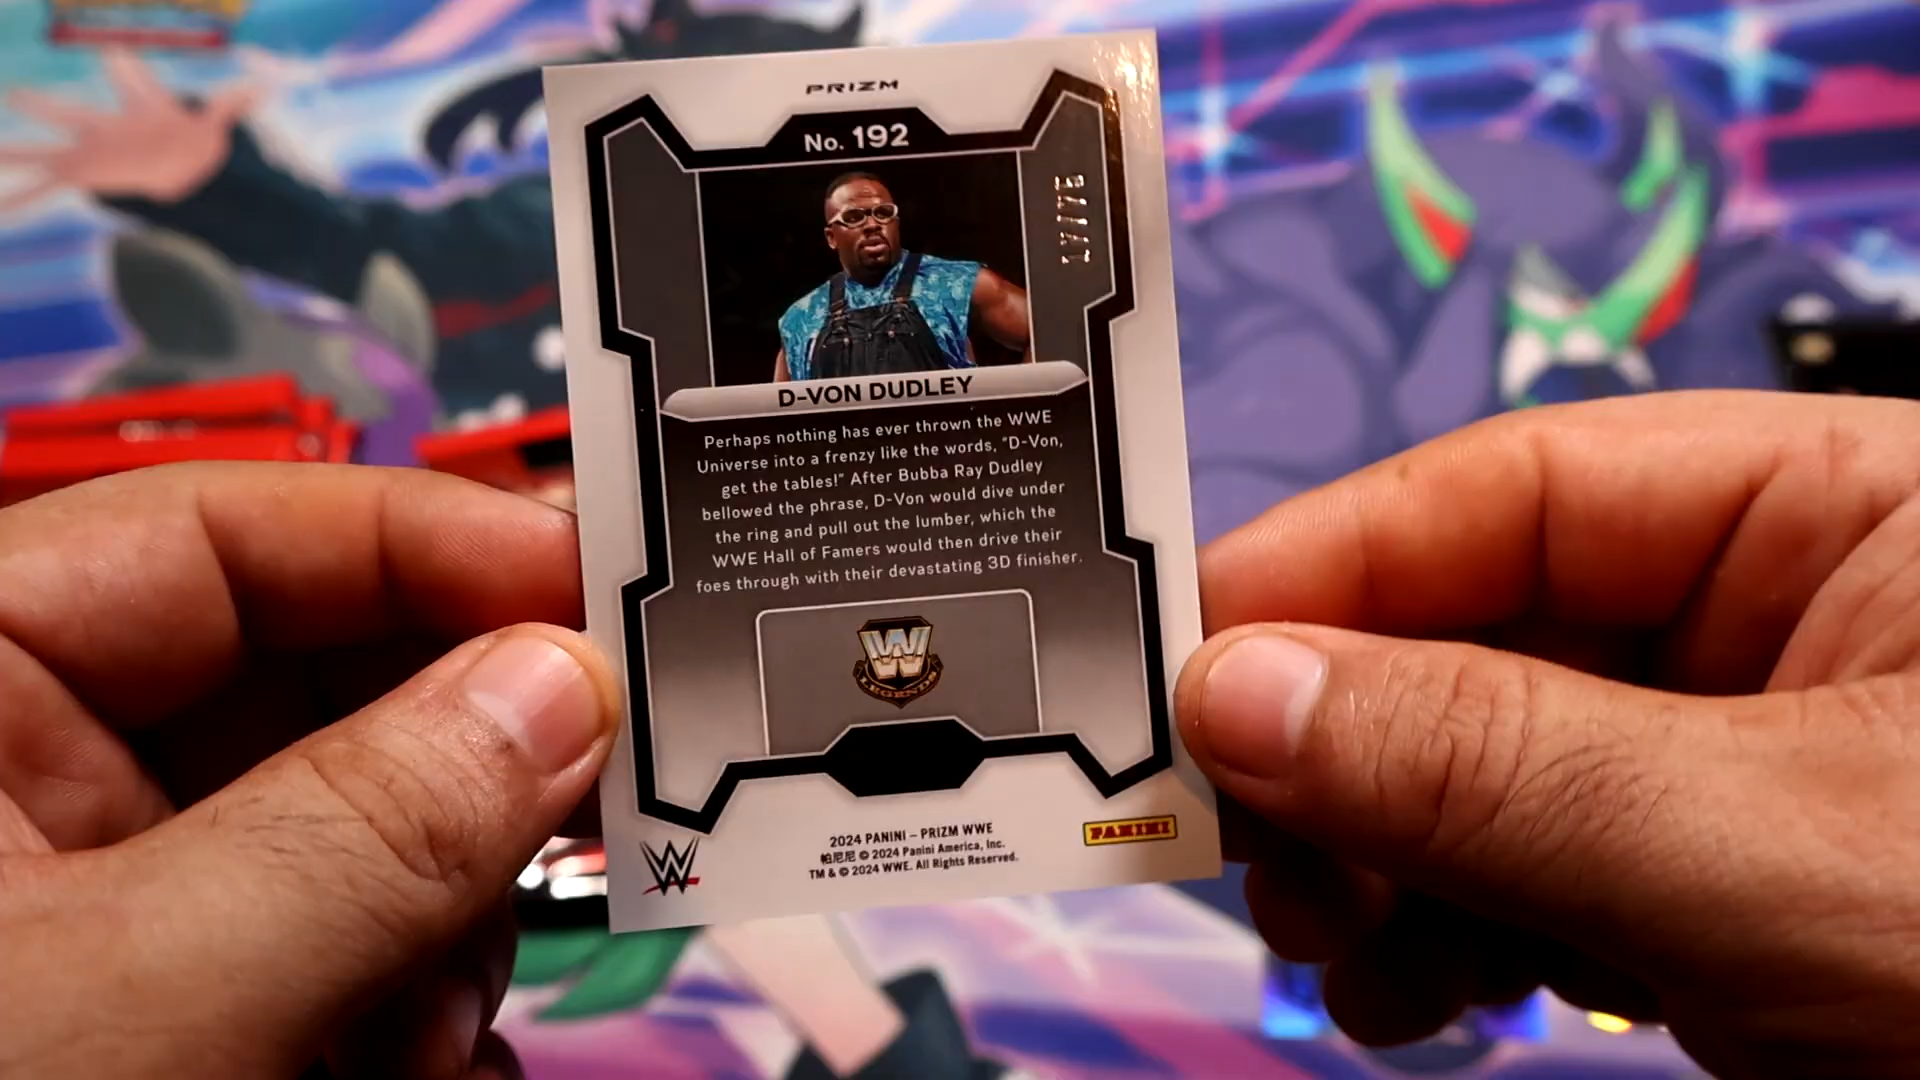 PRIZM
No. 192
D-VON DUDLEY
Perhaps nothing has ever thrown the WWE
Universe into a frenzy like the words, "D-Von,
get the tables!" After Bubba Ray Dudley
bellowed the phrase, D-Von would dive under
the ring and pull out the lumber, which the
WWE Hall of Famers would then drive their
foes through with their devastating 3D finisher.
W
LEGENDS
2024 PANINI – PRIZM WWE
帕尼尼 © 2024 Panini America, Inc.
TM & © 2024 WWE. All Rights Reserved.
W
PANINI